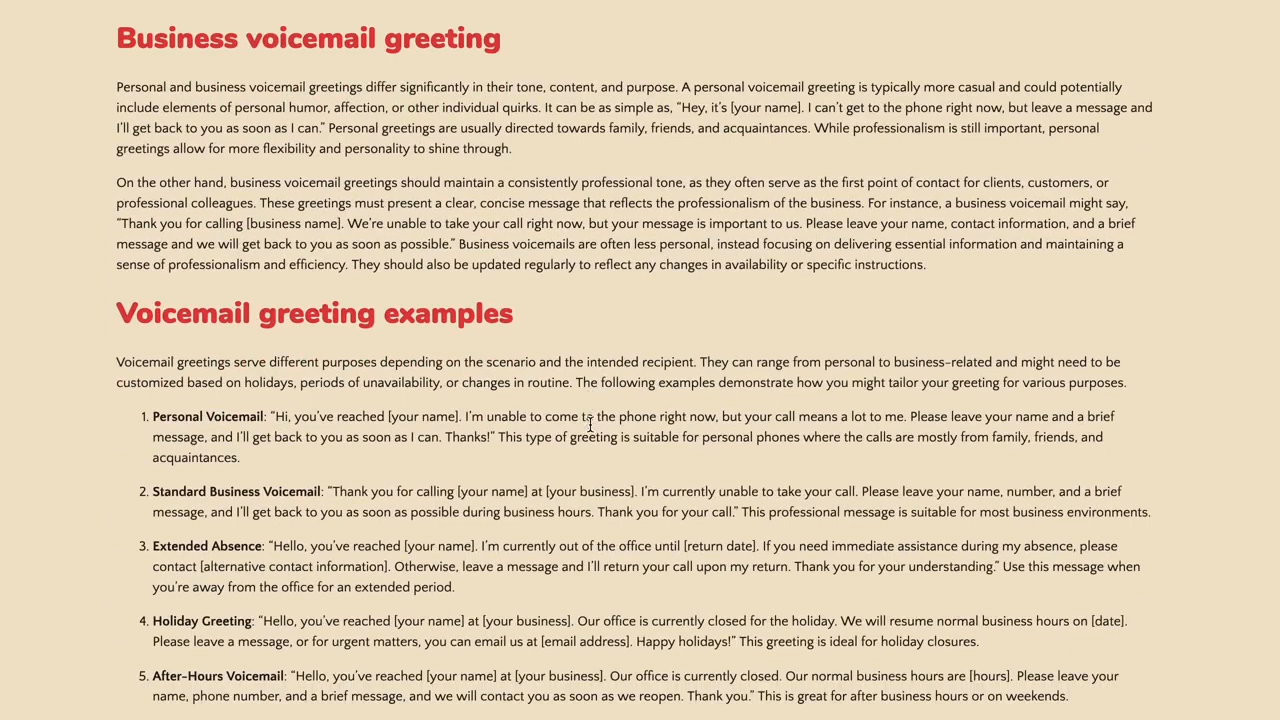 Business voicemail greeting
Personal and business voicemail greetings differ significantly in their tone, content, and purpose. A personal voicemail greeting is typically more casual and could potentially
include elements of personal humor, affection, or other individual quirks. It can be as simple as, “Hey, it’s [your name]. I can’t get to the phone right now, but leave a message and
I’ll get back to you as soon as I can.” Personal greetings are usually directed towards family, friends, and acquaintances. While professionalism is still important, personal
greetings allow for more flexibility and personality to shine through.
On the other hand, business voicemail greetings should maintain a consistently professional tone, as they often serve as the first point of contact for clients, customers, or
professional colleagues. These greetings must present a clear, concise message that reflects the professionalism of the business. For instance, a business voicemail might say,
“Thank you for calling [business name]. We’re unable to take your call right now, but your message is important to us. Please leave your name, contact information, and a brief
message and we will get back to you as soon as possible.” Business voicemails are often less personal, instead focusing on delivering essential information and maintaining a
sense of professionalism and efficiency. They should also be updated regularly to reflect any changes in availability or specific instructions.
Voicemail greeting examples
Voicemail greetings serve different purposes depending on the scenario and the intended recipient. They can range from personal to business-related and might need to be
customized based on holidays, periods of unavailability, or changes in routine. The following examples demonstrate how you might tailor your greeting for various purposes.
1. Personal Voicemail: “Hi, you’ve reached [your name]. I’m unable to come to the phone right now, but your call means a lot to me. Please leave your name and a brief
message, and I’ll get back to you as soon as I can. Thanks!” This type of greeting is suitable for personal phones where the calls are mostly from family, friends, and
acquaintances.
2. Standard Business Voicemail: “Thank you for calling [your name] at [your business]. I’m currently unable to take your call. Please leave your name, number, and a brief
message, and I’ll get back to you as soon as possible during business hours. Thank you for your call.” This professional message is suitable for most business environments.
3. Extended Absence: “Hello, you’ve reached [your name]. I’m currently out of the office until [return date]. If you need immediate assistance during my absence, please
contact [alternative contact information]. Otherwise, leave a message and I’ll return your call upon my return. Thank you for your understanding.” Use this message when
you’re away from the office for an extended period.
4. Holiday Greeting: “Hello, you’ve reached [your name] at [your business]. Our office is currently closed for the holiday. We will resume normal business hours on [date].
Please leave a message, or for urgent matters, you can email us at [email address]. Happy holidays!” This greeting is ideal for holiday closures.
5. After-Hours Voicemail: “Hello, you’ve reached [your name] at [your business]. Our office is currently closed. Our normal business hours are [hours]. Please leave your
name, phone number, and a brief message, and we will contact you as soon as we reopen. Thank you.” This is great for after business hours or on weekends.